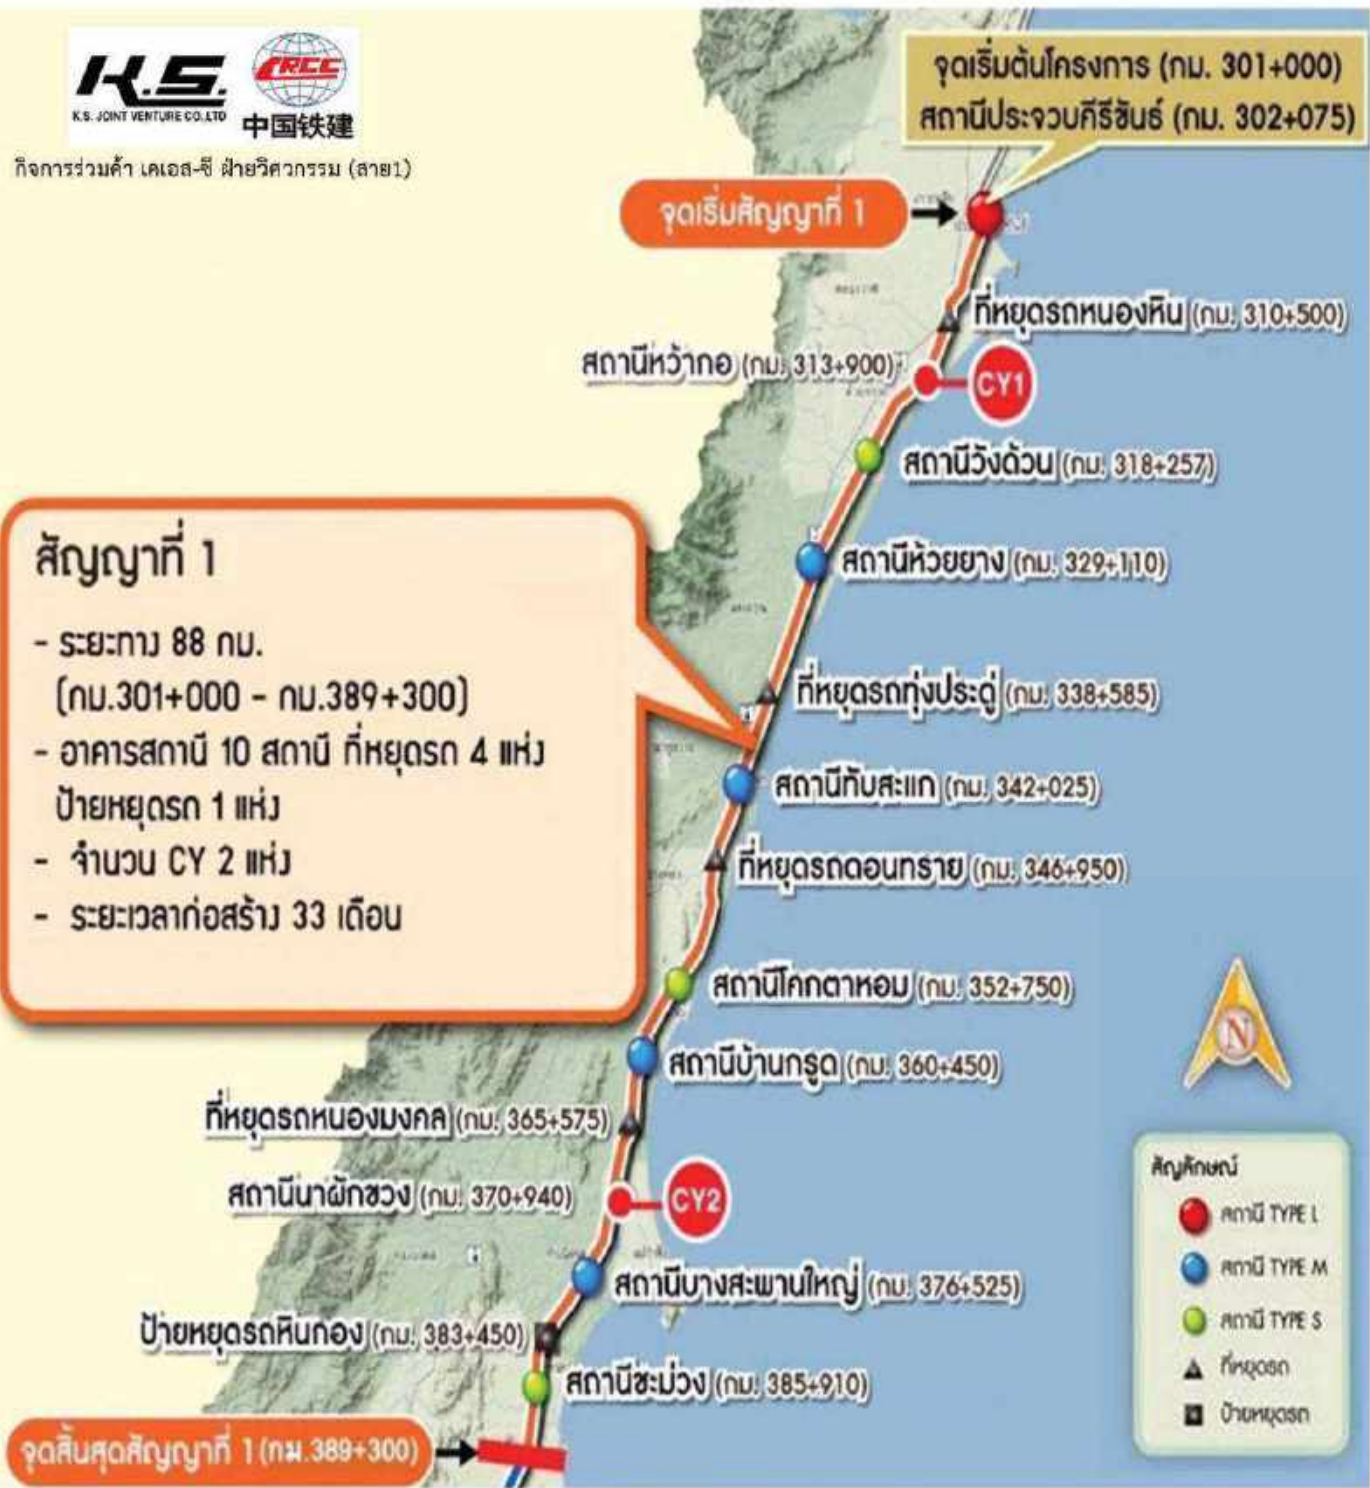 K.S.
K.S. JOINT VENTURE CO.,LTD
CRCC
中国铁建
กิจการร่วมค้า เคเอส-ซี ฝ่ายวิศวกรรม (สาย1)
จุดเริ่มต้นโครงการ (กม. 301+000)
สถานีประจวบคีรีขันธ์ (กม. 302+075)
จุดเริ่มสัญญาที่ 1
ที่หยุดรถหนองหิน (กม. 310+500)
สถานีหว้ากอ (กม. 313+900)
CY1
สถานีวังด้วน (กม. 318+257)
สถานีห้วยยาง (กม. 329+110)
สัญญาที่ 1
- ระยะทาง 88 กม.
(กม.301+000 - กม.389+300)
- อาคารสถานี 10 สถานี ที่หยุดรถ 4 แห่ง
ป้ายหยุดรถ 1 แห่ง
- จำนวน CY 2 แห่ง
- ระยะเวลาก่อสร้าง 33 เดือน
ที่หยุดรถทุ่งประดู่ (กม. 338+585)
สถานีทับสะแก (กม. 342+025)
ที่หยุดรถดอนทราย (กม. 346+950)
สถานีโคกตาหอม (กม. 352+750)
สถานีบ้านกรูด (กม. 360+450)
ที่หยุดรถหนองมงคล (กม. 365+575)
สถานีนาผักขวง (กม. 370+940)
CY2
สถานีบางสะพานใหญ่ (กม. 376+525)
ป้ายหยุดรถหินกอง (กม. 383+450)
สถานีชะม่วง (กม. 385+910)
จุดสิ้นสุดสัญญาที่ 1 (กม.389+300)
N
สัญลักษณ์
สถานี TYPE L
สถานี TYPE M
สถานี TYPE S
ที่หยุดรถ
ป้ายหยุดรถ